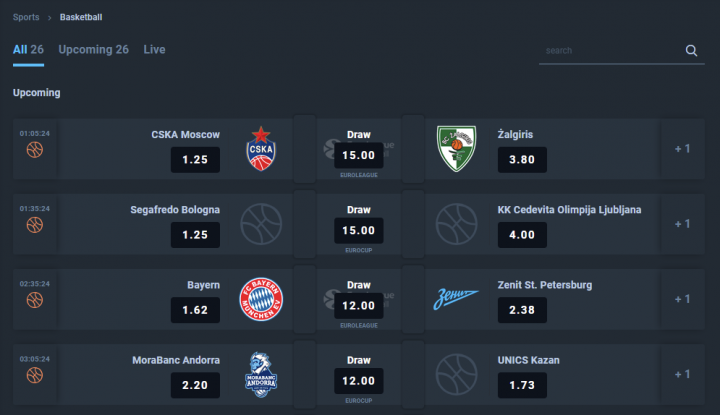 Sports > Basketball
All 26 Upcoming 26 Live
search
Upcoming
01:05:24
CSKA Moscow
1.25
CSKA
Draw
15.00
EUROLEAGUE
Žalgiris
3.80
+ 1
01:35:24
Segafredo Bologna
1.25
Draw
15.00
EUROCUP
KK Cedevita Olimpija Ljubljana
4.00
+ 1
02:35:24
Bayern
1.62
FC BAYERN
MÜNCHEN EV
Draw
12.00
EUROLEAGUE
Zenit St. Petersburg
2.38
+ 1
03:05:24
MoraBanc Andorra
2.20
MORABANC
ANDORRA
Draw
12.00
EUROCUP
UNICS Kazan
1.73
+ 1